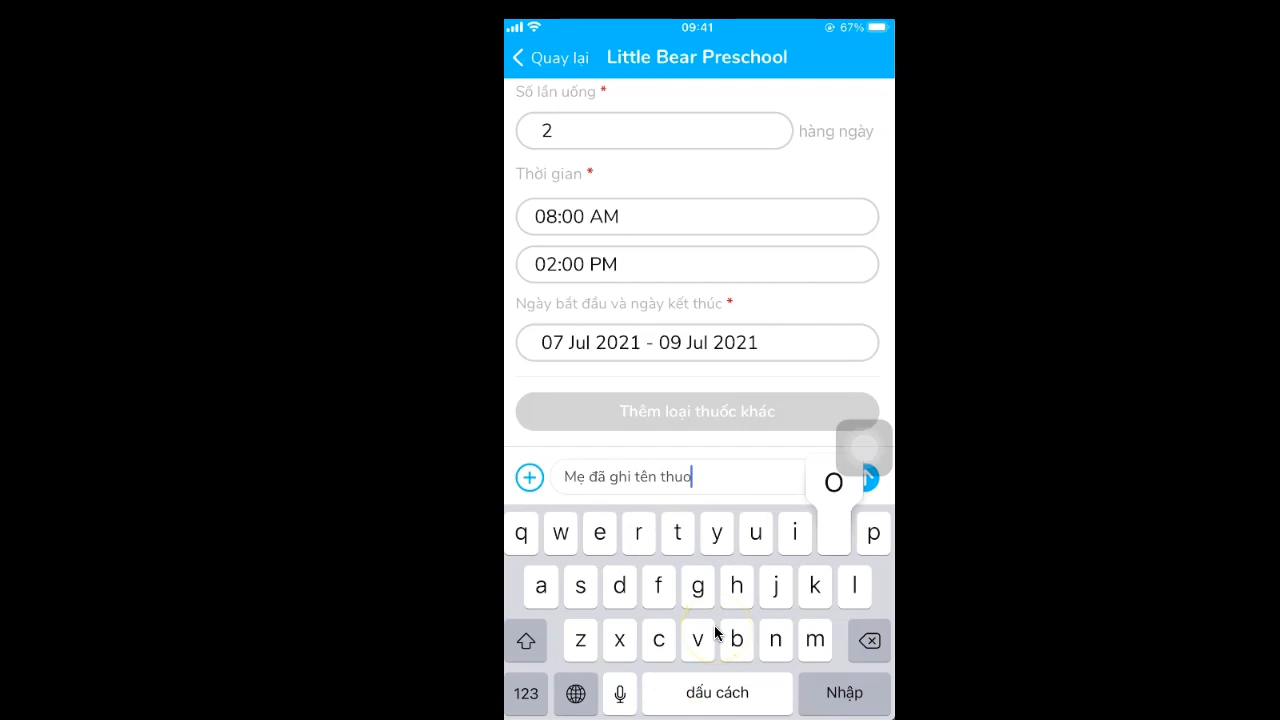 09:41
67%
Quay lại
Little Bear Preschool
Số lần uống *
2
hàng ngày
Thời gian *
08:00 AM
02:00 PM
Ngày bắt đầu và ngày kết thúc *
07 Jul 2021 - 09 Jul 2021
Thêm loại thuốc khác
Mẹ đã ghi tên thuo
O
q w e r t y u i p
a s d f g h j k l
z x c v b n m
123
dấu cách
Nhập